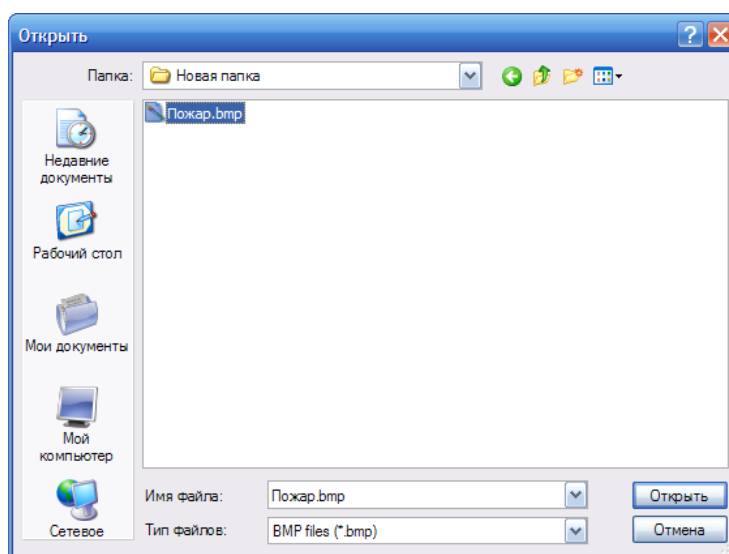 Открыть
Папка: Новая папка
Пожар.bmp
Недавние
документы
Рабочий стол
Мои документы
Мой
компьютер
Сетевое
Имя файла: Пожар.bmp Открыть
Тип файлов: BMP files (*.bmp) Отмена